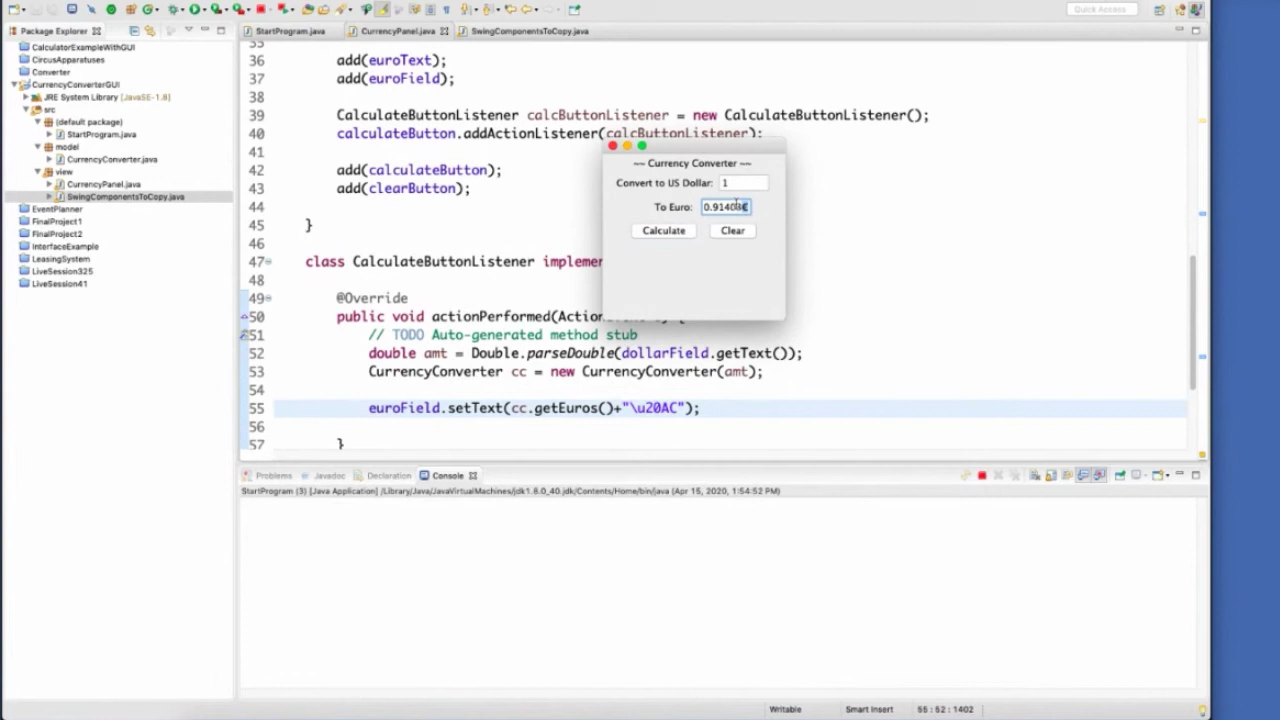 Quick Access
Package Explorer
StartProgram.java
CurrencyPanel.java
SwingComponentsToCopy.java
CalculatorExampleWithGUI
CircusApparatuses
Converter
CurrencyConverterGUI
JRE System Library [JavaSE-1.8]
src
(default package)
StartProgram.java
model
CurrencyConverter.java
view
CurrencyPanel.java
SwingComponentsToCopy.java
EventPlanner
FinalProject1
FinalProject2
InterfaceExample
LeasingSystem
LiveSession325
LiveSession41
35
36 add(euroText);
37 add(euroField);
38
39 CalculateButtonListener calcButtonListener = new CalculateButtonListener();
40 calculateButton.addActionListener(calcButtonListener);
41
42 add(calculateButton);
43 add(clearButton);
44
45 }
46
47 class CalculateButtonListener implemen
48
49 @Override
50 public void actionPerformed(Action
51 // TODO Auto-generated method stub
52 double amt = Double.parseDouble(dollarField.getText());
53 CurrencyConverter cc = new CurrencyConverter(amt);
54
55 euroField.setText(cc.getEuros()+"\u20AC");
56
57 }
~~ Currency Converter ~~
Convert to US Dollar: 1
To Euro:
Calculate Clear
Problems Javadoc Declaration Console
StartProgram (3) [Java Application] /Library/Java/JavaVirtualMachines/jdk1.8.0_40.jdk/Contents/Home/bin/java (Apr 15, 2020, 1:54:52 PM)
Writable Smart Insert 55 : 52 : 1402